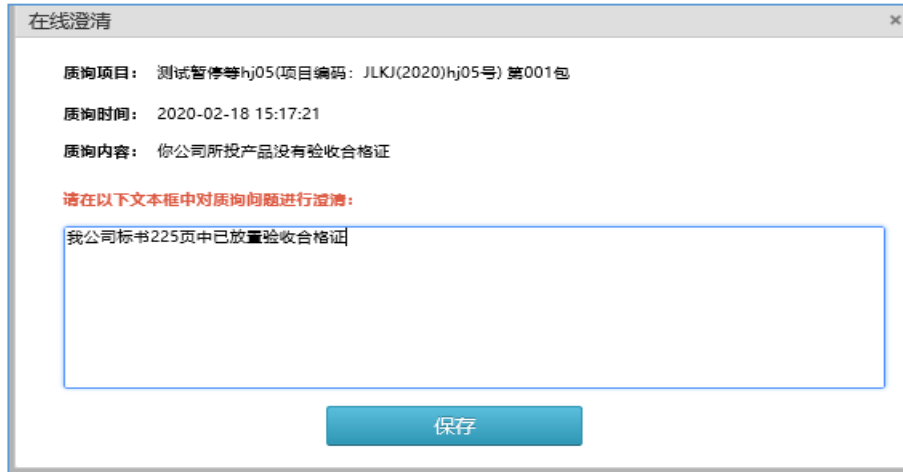 在线澄清
×
质询项目： 测试暂停等hj05(项目编码：JLKJ(2020)hj05号) 第001包
质询时间： 2020-02-18 15:17:21
质询内容： 你公司所投产品没有验收合格证
请在以下文本框中对质询问题进行澄清：
我公司标书225页中已放置验收合格证
保存